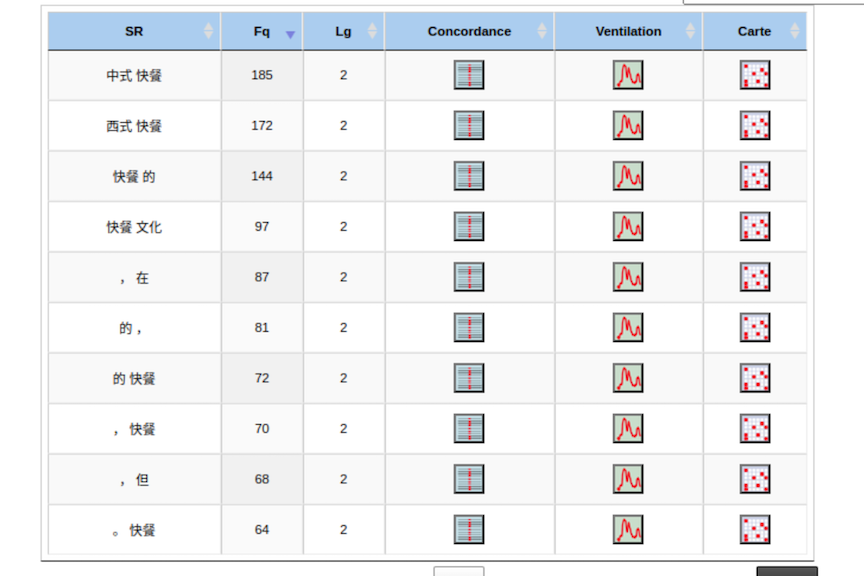 SR Fq Lg Concordance Ventilation Carte
中式 快餐 185 2
西式 快餐 172 2
快餐 的 144 2
快餐 文化 97 2
， 在 87 2
的 ， 81 2
的 快餐 72 2
， 快餐 70 2
， 但 68 2
。 快餐 64 2